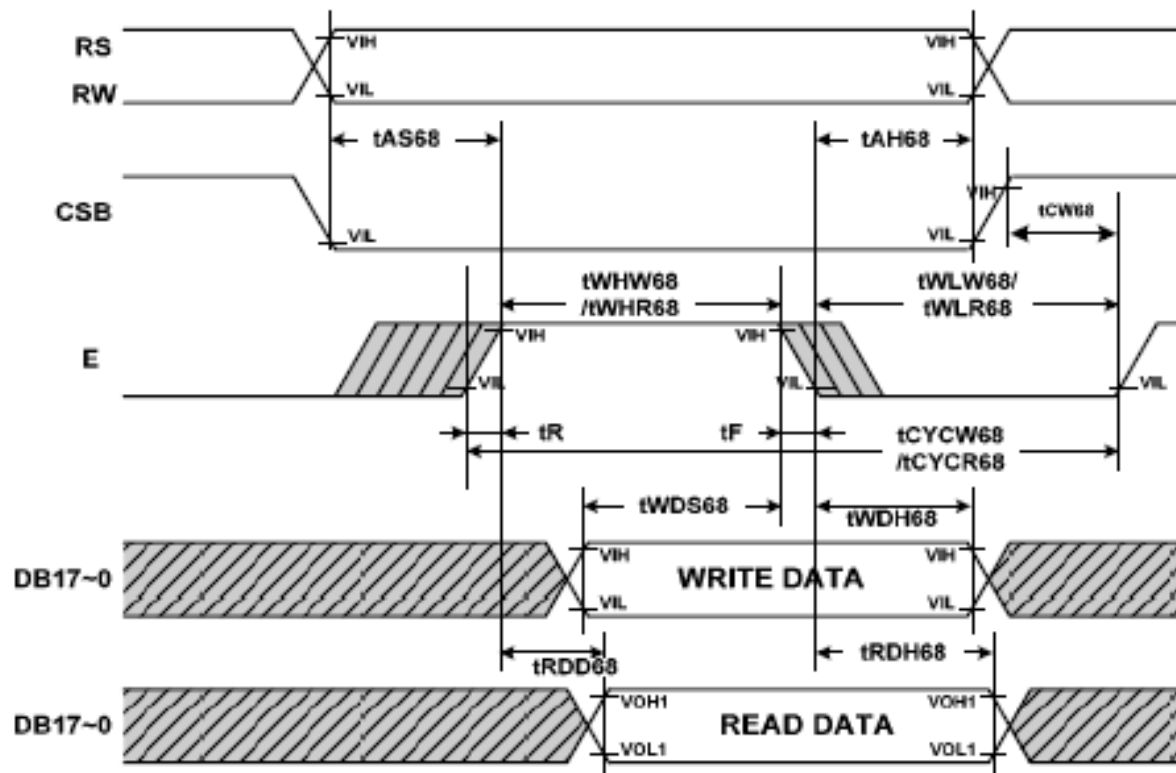 RS
VIH
VIH
RW
VIL
VIL
tAS68
tAH68
CSB
VIH
tCW68
VIL
VIL
tWHW68
/tWHR68
tWLW68/
tWLR68
E
VIH
VIH
VIL
VIL
VIL
tR
tF
tCYCW68
/tCYCR68
tWDS68
tWDH68
DB17~0
VIH
WRITE DATA
VIH
VIL
VIL
tRDD68
tRDH68
DB17~0
VOH1
READ DATA
VOH1
VOL1
VOL1